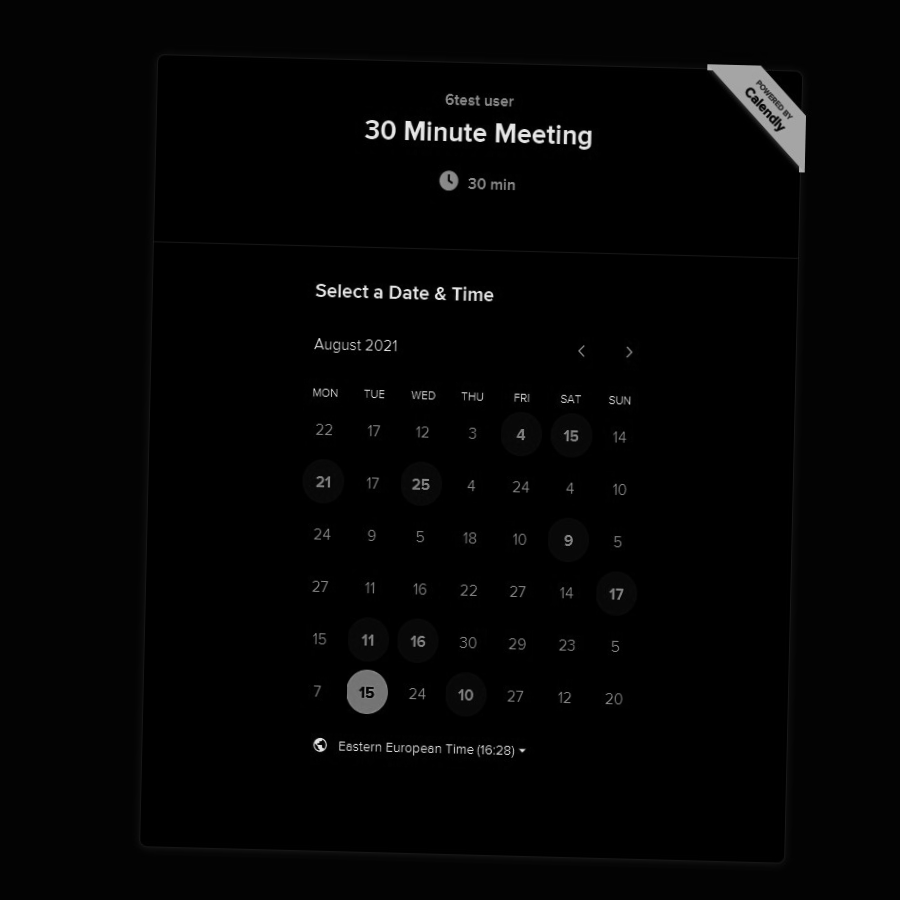 POWERED BY
Calendly
6test user
30 Minute Meeting
30 min
Select a Date & Time
August 2021
MON TUE WED THU FRI SAT SUN
22 17 12 3 4 15 14
21 17 25 4 24 4 10
24 9 5 18 10 9 5
27 11 16 22 27 14 17
15 11 16 30 29 23 5
7 15 24 10 27 12 20
Eastern European Time (16:28)